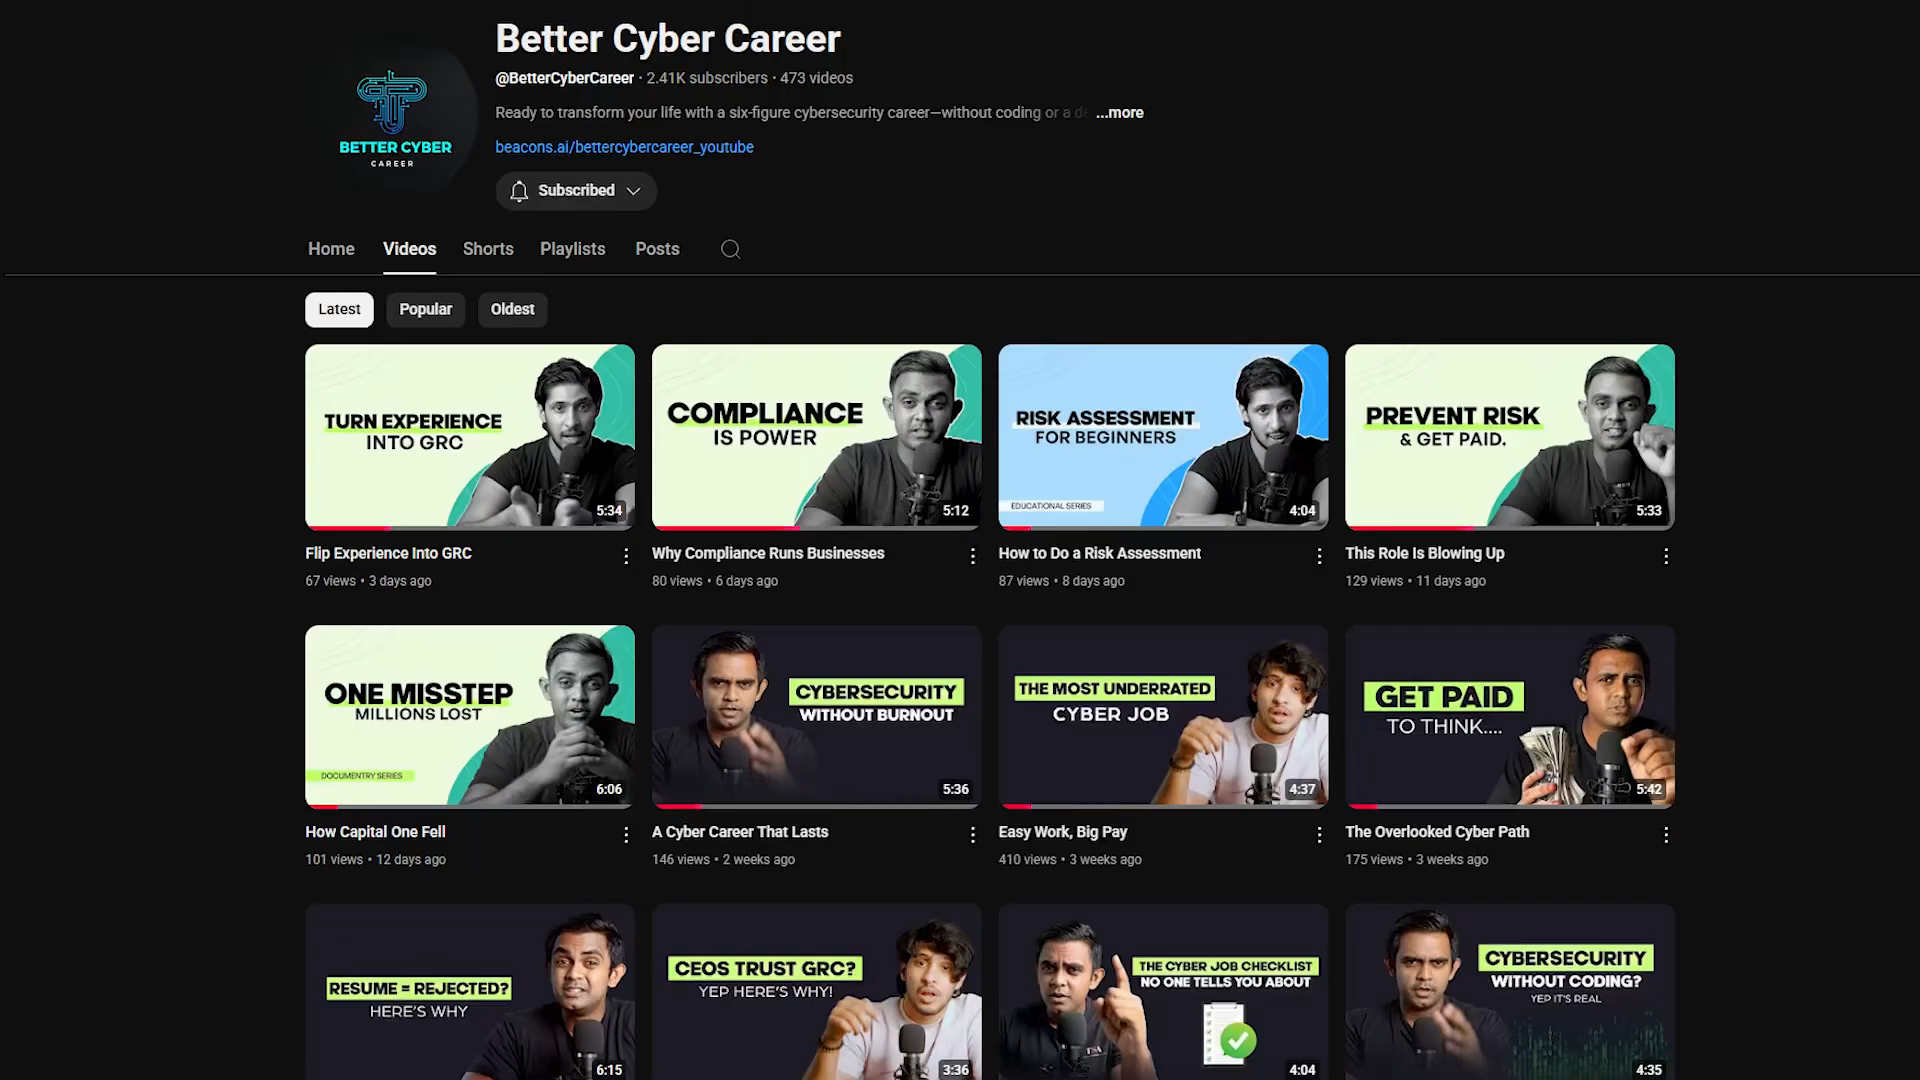 Better Cyber Career
@BetterCyberCareer · 2.41K subscribers · 473 videos
Ready to transform your life with a six-figure cybersecurity career—without coding or a de ...more
beacons.ai/bettercybercareer_youtube
Subscribed
BETTER CYBER
CAREER
Home Videos Shorts Playlists Posts
Latest Popular Oldest
TURN EXPERIENCE
INTO GRC
5:34
COMPLIANCE
IS POWER
5:12
RISK ASSESSMENT
FOR BEGINNERS
EDUCATIONAL SERIES
4:04
PREVENT RISK
& GET PAID.
5:33
Flip Experience Into GRC
67 views • 3 days ago
Why Compliance Runs Businesses
80 views • 6 days ago
How to Do a Risk Assessment
87 views • 8 days ago
This Role Is Blowing Up
129 views • 11 days ago
ONE MISSTEP
MILLIONS LOST
DOCUMENTRY SERIES
6:06
CYBERSECURITY
WITHOUT BURNOUT
5:36
THE MOST UNDERRATED
CYBER JOB
4:37
GET PAID
TO THINK....
5:42
How Capital One Fell
101 views • 12 days ago
A Cyber Career That Lasts
146 views • 2 weeks ago
Easy Work, Big Pay
410 views • 3 weeks ago
The Overlooked Cyber Path
175 views • 3 weeks ago
RESUME = REJECTED?
HERE'S WHY
6:15
CEOS TRUST GRC?
YEP HERE'S WHY!
3:36
THE CYBER JOB CHECKLIST
NO ONE TELLS YOU ABOUT
4:04
CYBERSECURITY
WITHOUT CODING?
YEP IT'S REAL
4:35